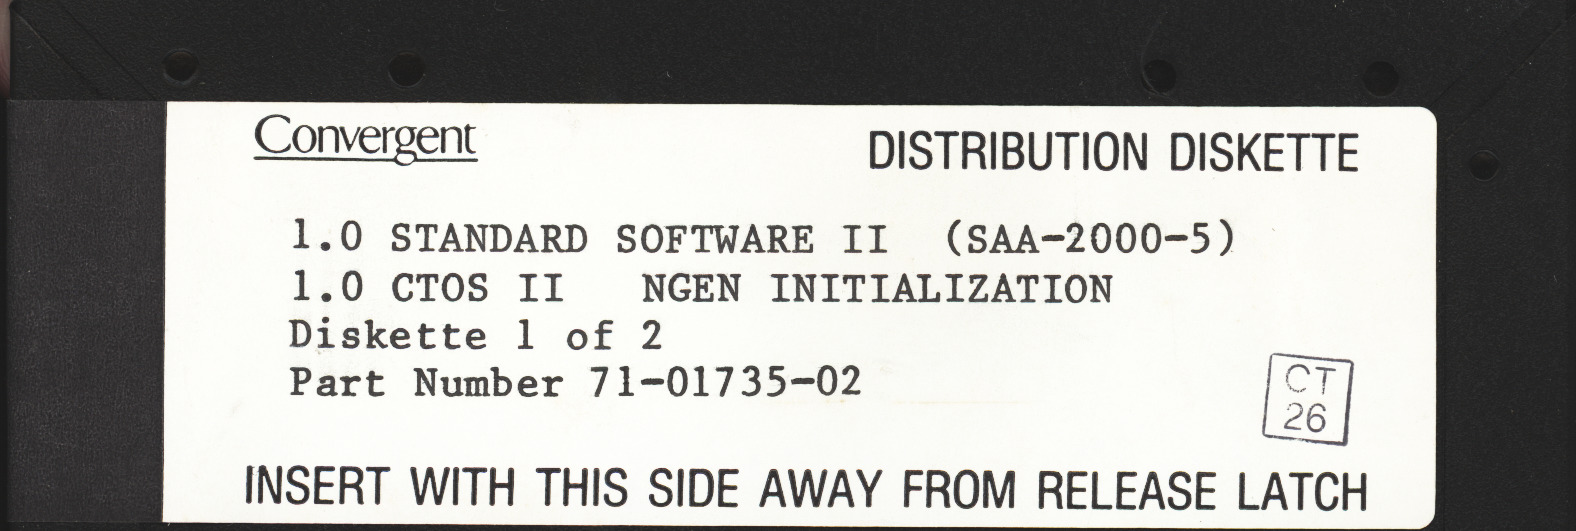 Convergent
DISTRIBUTION DISKETTE
1.0 STANDARD SOFTWARE II (SAA-2000-5)
1.0 CTOS II NGEN INITIALIZATION
Diskette 1 of 2
Part Number 71-01735-02
CT
26
INSERT WITH THIS SIDE AWAY FROM RELEASE LATCH